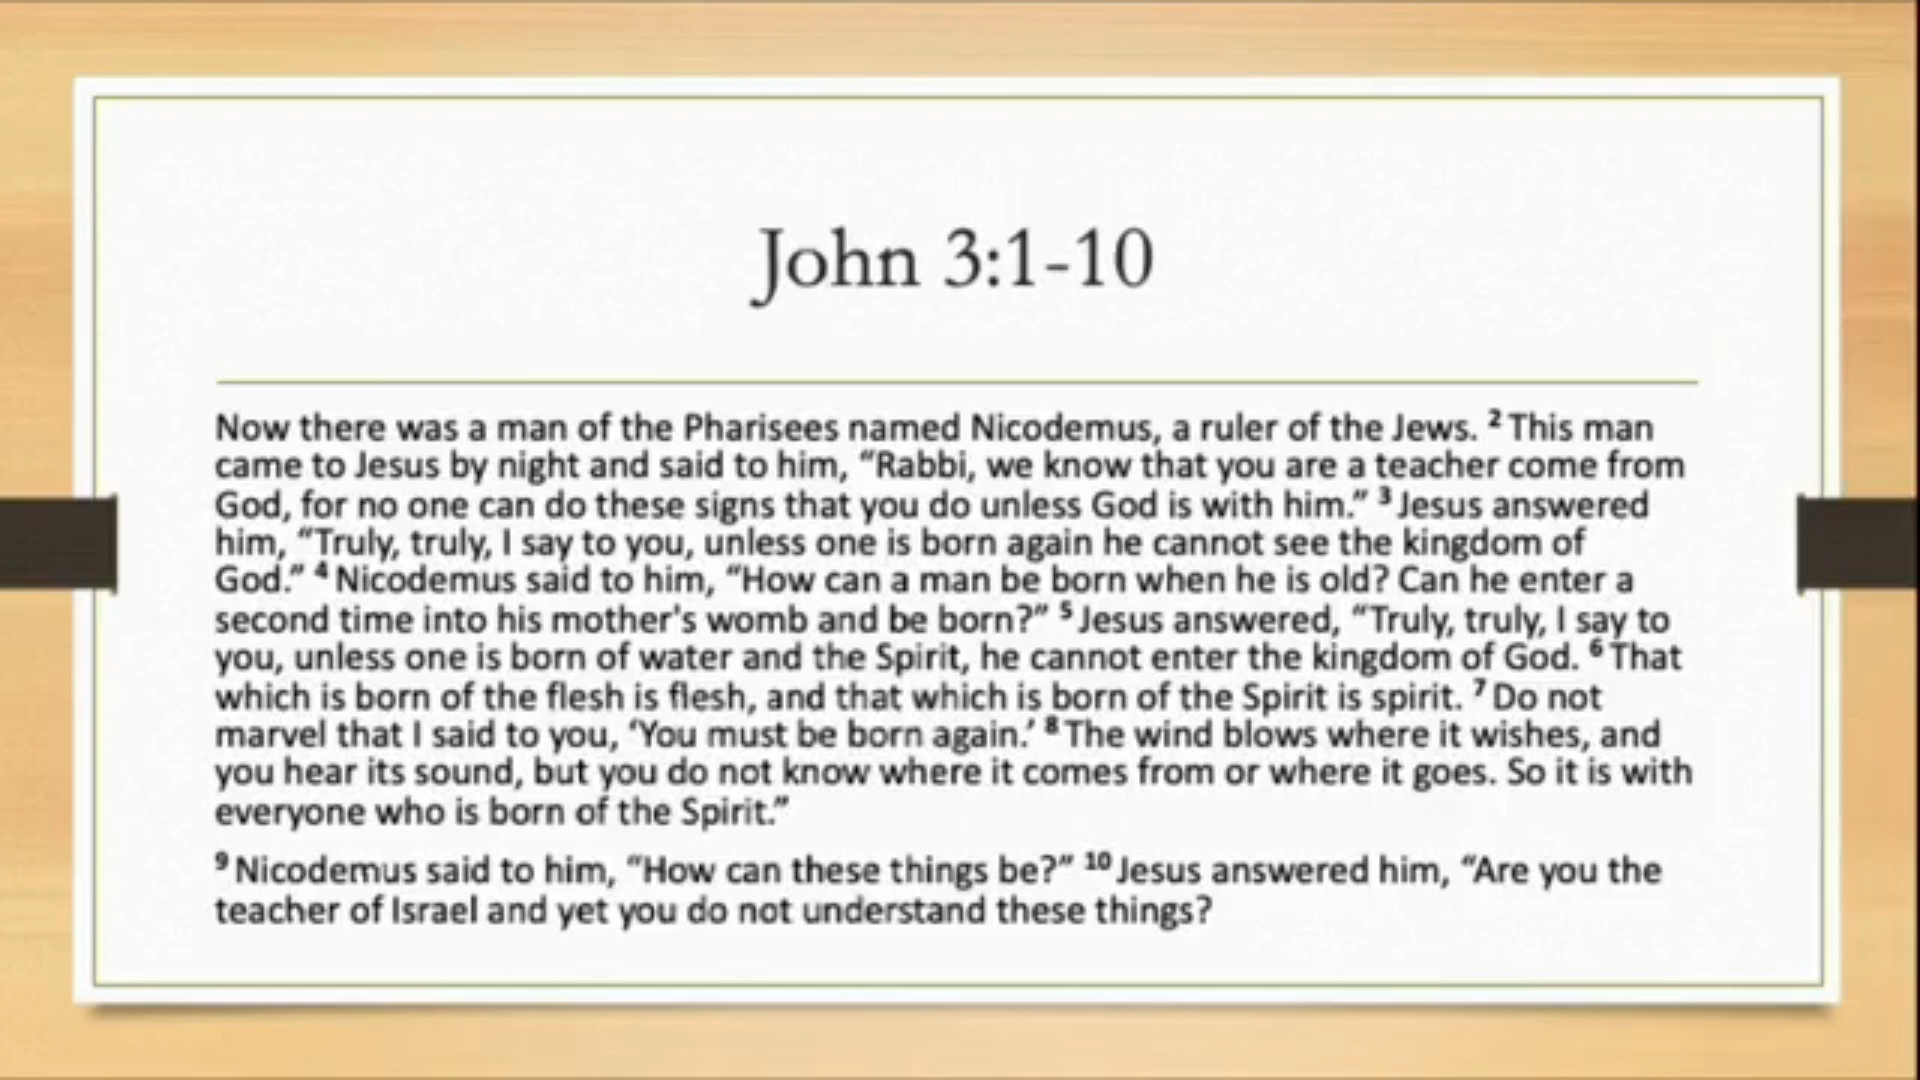 John 3:1-10
Now there was a man of the Pharisees named Nicodemus, a ruler of the Jews. ² This man
came to Jesus by night and said to him, “Rabbi, we know that you are a teacher come from
God, for no one can do these signs that you do unless God is with him.” ³ Jesus answered
him, “Truly, truly, I say to you, unless one is born again he cannot see the kingdom of
God.” ⁴ Nicodemus said to him, “How can a man be born when he is old? Can he enter a
second time into his mother's womb and be born?” ⁵ Jesus answered, “Truly, truly, I say to
you, unless one is born of water and the Spirit, he cannot enter the kingdom of God. ⁶ That
which is born of the flesh is flesh, and that which is born of the Spirit is spirit. ⁷ Do not
marvel that I said to you, ‘You must be born again.’ ⁸ The wind blows where it wishes, and
you hear its sound, but you do not know where it comes from or where it goes. So it is with
everyone who is born of the Spirit.”
⁹ Nicodemus said to him, “How can these things be?” ¹⁰ Jesus answered him, “Are you the
teacher of Israel and yet you do not understand these things?